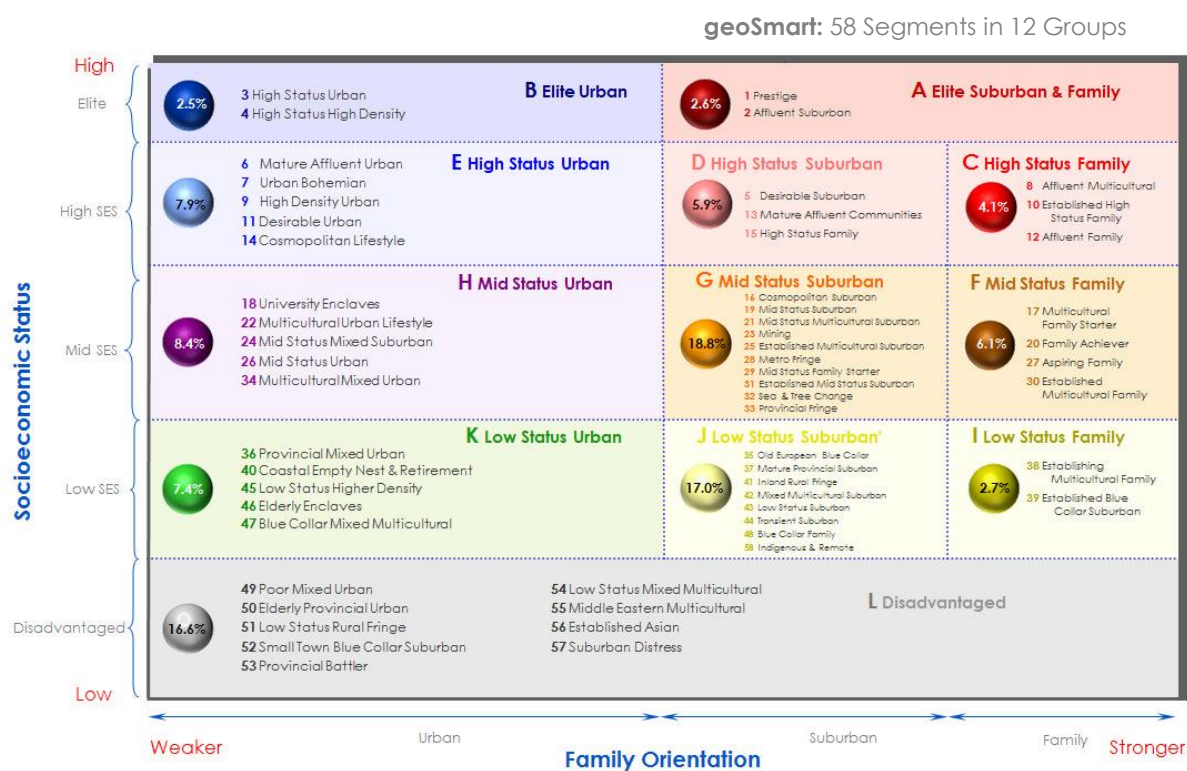 geoSmart: 58 Segments in 12 Groups
High
Elite
High SES
Mid SES
Low SES
Disadvantaged
Low
Socioeconomic Status
2.5%
B Elite Urban
3 High Status Urban
4 High Status High Density
2.6%
A Elite Suburban & Family
1 Prestige
2 Affluent Suburban
7.9%
E High Status Urban
6 Mature Affluent Urban
7 Urban Bohemian
9 High Density Urban
11 Desirable Urban
14 Cosmopolitan Lifestyle
5.9%
D High Status Suburban
5 Desirable Suburban
13 Mature Affluent Communities
15 High Status Family
4.1%
C High Status Family
8 Affluent Multicultural
10 Established High
Status Family
12 Affluent Family
8.4%
H Mid Status Urban
18 University Enclaves
22 Multicultural Urban Lifestyle
24 Mid Status Mixed Suburban
26 Mid Status Urban
34 Multicultural Mixed Urban
18.8%
G Mid Status Suburban
16 Cosmopolitan Suburban
19 Mid Status Suburban
21 Mid Status Multicultural Suburban
23 Mining
25 Established Multicultural Suburban
28 Metro Fringe
29 Mid Status Family Starter
31 Established Mid Status Suburban
32 Sea & Tree Change
33 Provincial Fringe
6.1%
F Mid Status Family
17 Multicultural
Family Starter
20 Family Achiever
27 Aspiring Family
30 Established
Multicultural Family
7.4%
K Low Status Urban
36 Provincial Mixed Urban
40 Coastal Empty Nest & Retirement
45 Low Status Higher Density
46 Elderly Enclaves
47 Blue Collar Mixed Multicultural
17.0%
J Low Status Suburban*
35 Old European Blue Collar
37 Mature Provincial Suburban
41 Inland Rural Fringe
42 Mixed Multicultural Suburban
43 Low Status Suburban
44 Transient Suburban
48 Blue Collar Family
58 Indigenous & Remote
2.7%
I Low Status Family
38 Establishing
Multicultural Family
39 Established Blue
Collar Suburban
16.6%
L Disadvantaged
49 Poor Mixed Urban
50 Elderly Provincial Urban
51 Low Status Rural Fringe
52 Small Town Blue Collar Suburban
53 Provincial Battler
54 Low Status Mixed Multicultural
55 Middle Eastern Multicultural
56 Established Asian
57 Suburban Distress
Weaker
Urban
Suburban
Family
Stronger
Family Orientation